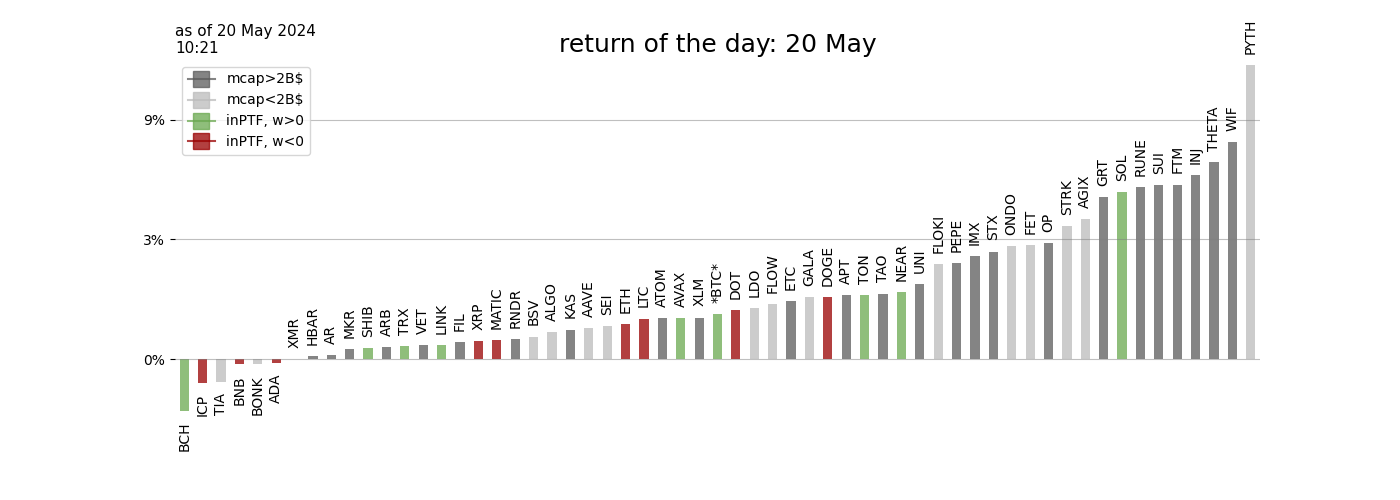 as of 20 May 2024
10:21
return of the day: 20 May
mcap>2B$
mcap<2B$
inPTF, w>0
inPTF, w<0
9%
3%
0%
BCH
ICP
TIA
BNB
BONK
ADA
XMR
HBAR
AR
MKR
SHIB
ARB
TRX
VET
LINK
FIL
XRP
MATIC
RNDR
BSV
ALGO
KAS
AAVE
SEI
ETH
LTC
ATOM
AVAX
XLM
*BTC*
DOT
LDO
FLOW
ETC
GALA
DOGE
APT
TON
TAO
NEAR
UNI
FLOKI
PEPE
IMX
STX
ONDO
FET
OP
STRK
AGIX
GRT
SOL
RUNE
SUI
FTM
INJ
THETA
WIF
PYTH